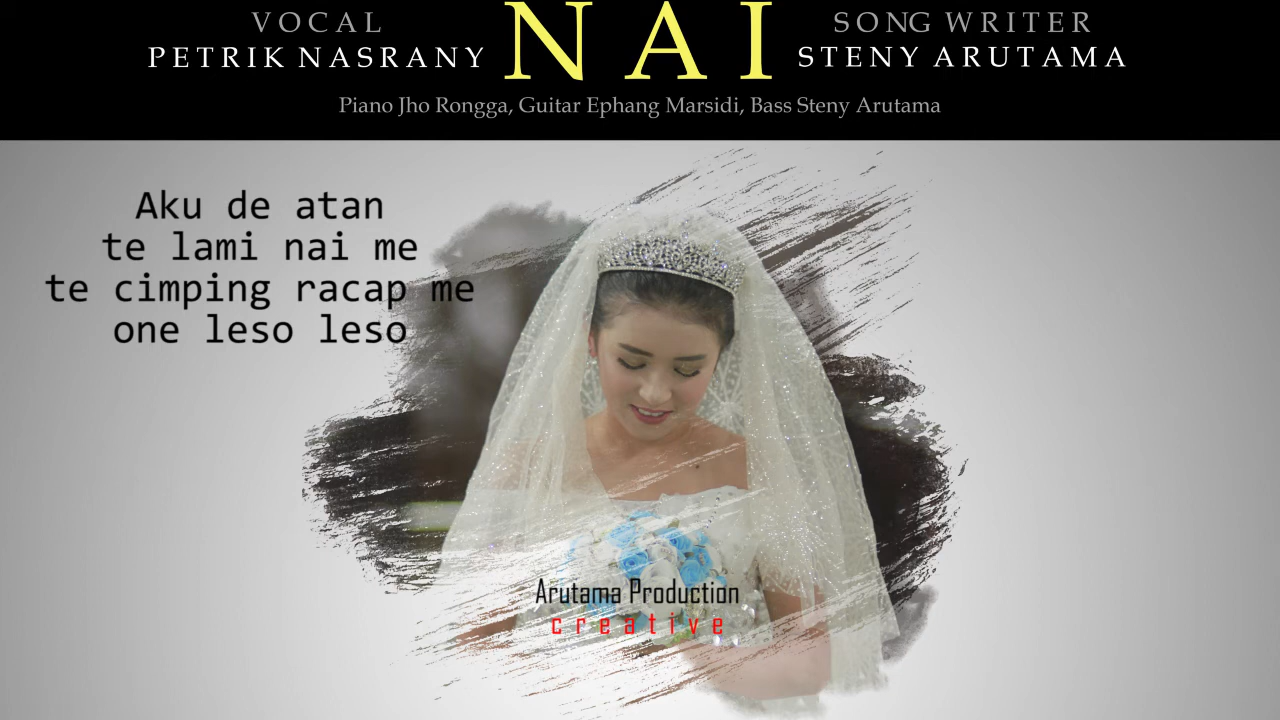 VOCAL
PETRIK NASRANY
NAI
SONG WRITER
STENY ARUTAMA
Piano Jho Rongga, Guitar Ephang Marsidi, Bass Steny Arutama
Aku de atan
te lami nai me
te cimping racap me
one leso leso
Arutama Production
creative